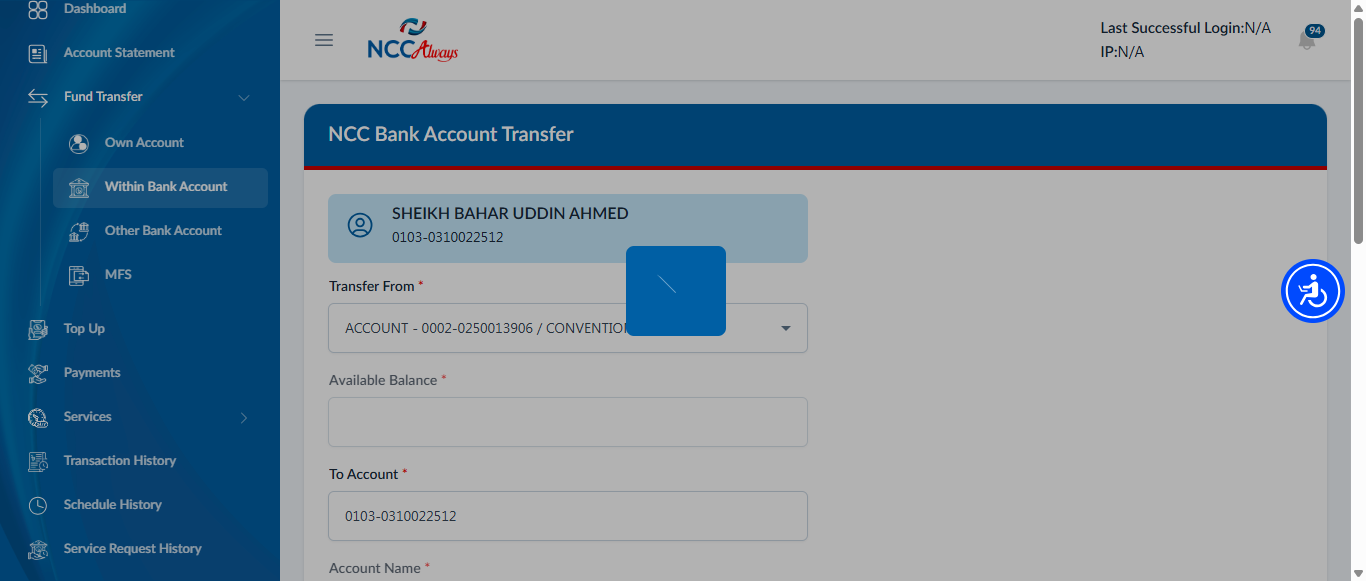 Dashboard
Account Statement
Fund Transfer
Own Account
Within Bank Account
Other Bank Account
MFS
Top Up
Payments
Services
Transaction History
Schedule History
Service Request History
NCC Always
Last Successful Login:N/A
IP:N/A
94
NCC Bank Account Transfer
SHEIKH BAHAR UDDIN AHMED
0103-0310022512
Transfer From *
ACCOUNT - 0002-0250013906 /
Available Balance *
To Account *
0103-0310022512
Account Name *